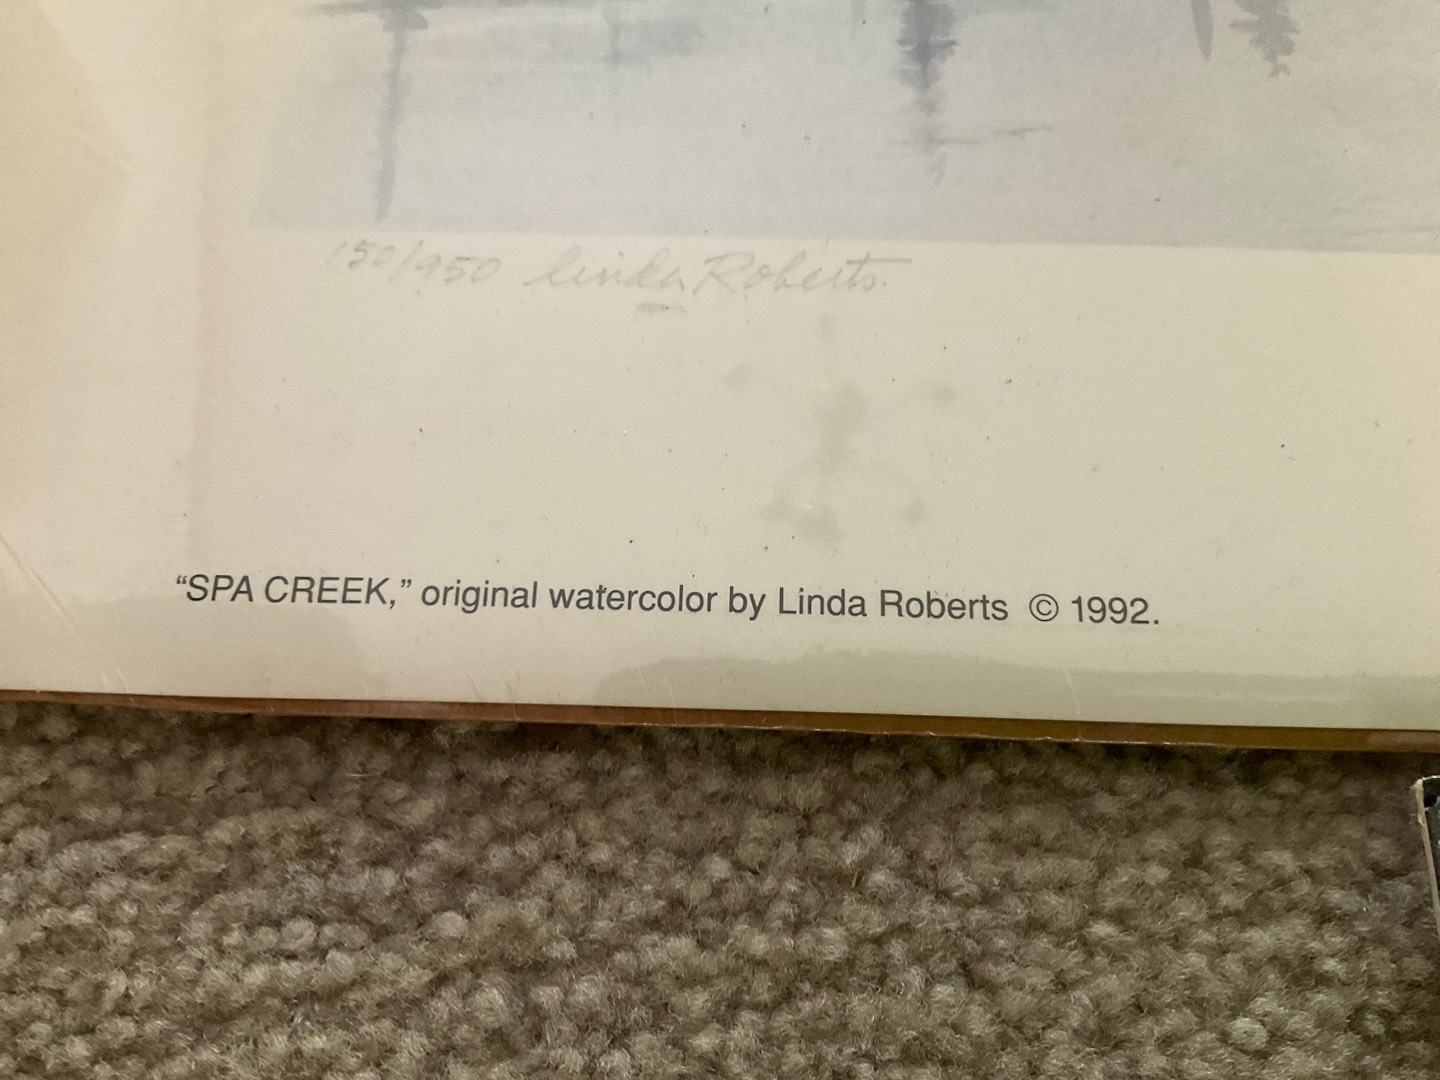 150/950 Linda Roberts.
“SPA CREEK,” original watercolor by Linda Roberts © 1992.